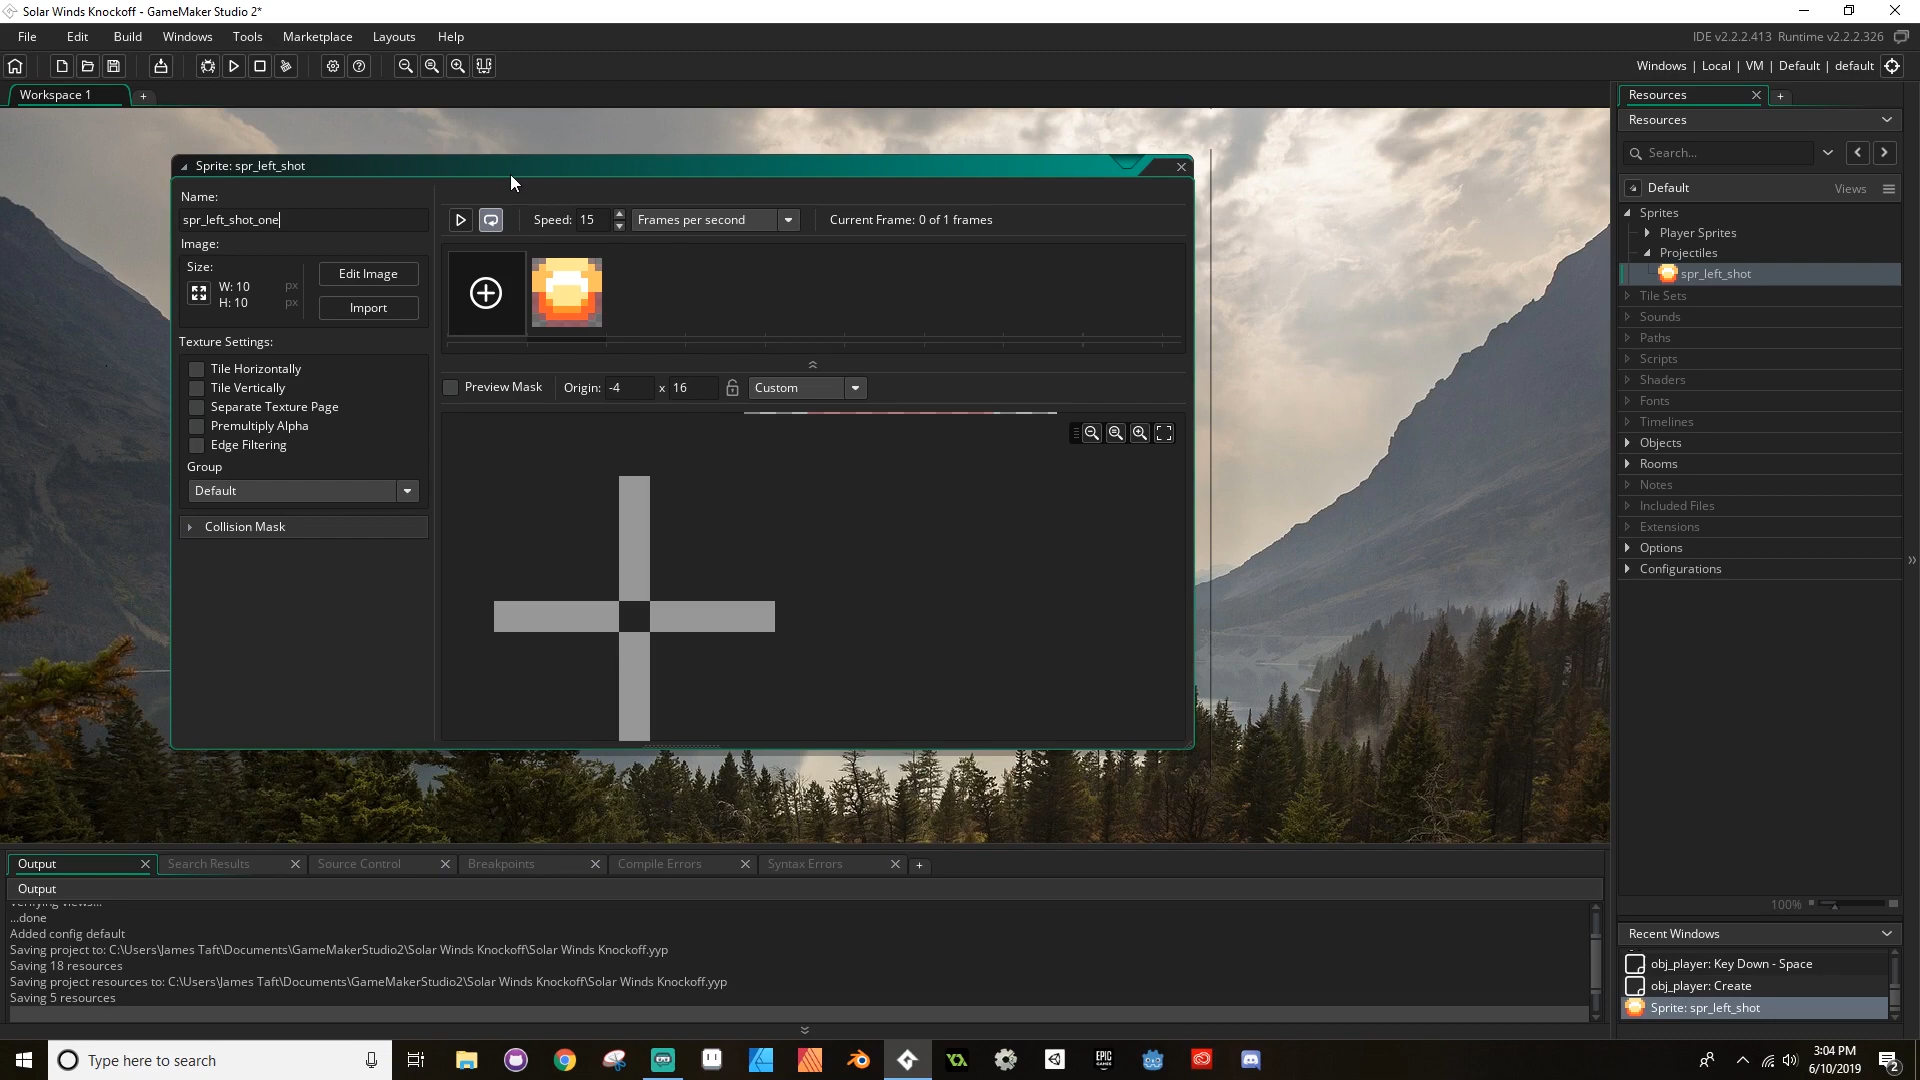 Solar Winds Knockoff - GameMaker Studio 2*
File Edit Build Windows Tools Marketplace Layouts Help
IDE v2.2.2.413 Runtime v2.2.2.326
Windows | Local | VM | Default | default
Workspace 1
Sprite: spr_left_shot
Name:
spr_left_shot_one
Image:
Size:
W: 10 px
H: 10 px
Edit Image
Import
Texture Settings:
Tile Horizontally
Tile Vertically
Separate Texture Page
Premultiply Alpha
Edge Filtering
Group
Default
Collision Mask
Speed: 15 Frames per second Current Frame: 0 of 1 frames
Preview Mask Origin: -4 x 16 Custom
Resources
Resources
Search...
Default Views
Sprites
Player Sprites
Projectiles
spr_left_shot
Tile Sets
Sounds
Paths
Scripts
Shaders
Fonts
Timelines
Objects
Rooms
Notes
Included Files
Extensions
Options
Configurations
100%
Recent Windows
obj_player: Key Down - Space
obj_player: Create
Sprite: spr_left_shot
Output Search Results Source Control Breakpoints Compile Errors Syntax Errors
Output
verifying views...
...done
Added config default
Saving project to: C:\Users\James Taft\Documents\GameMakerStudio2\Solar Winds Knockoff\Solar Winds Knockoff.yyp
Saving 18 resources
Saving project resources to: C:\Users\James Taft\Documents\GameMakerStudio2\Solar Winds Knockoff\Solar Winds Knockoff.yyp
Saving 5 resources
Type here to search
EPIC GAMES
3:04 PM
6/10/2019
2